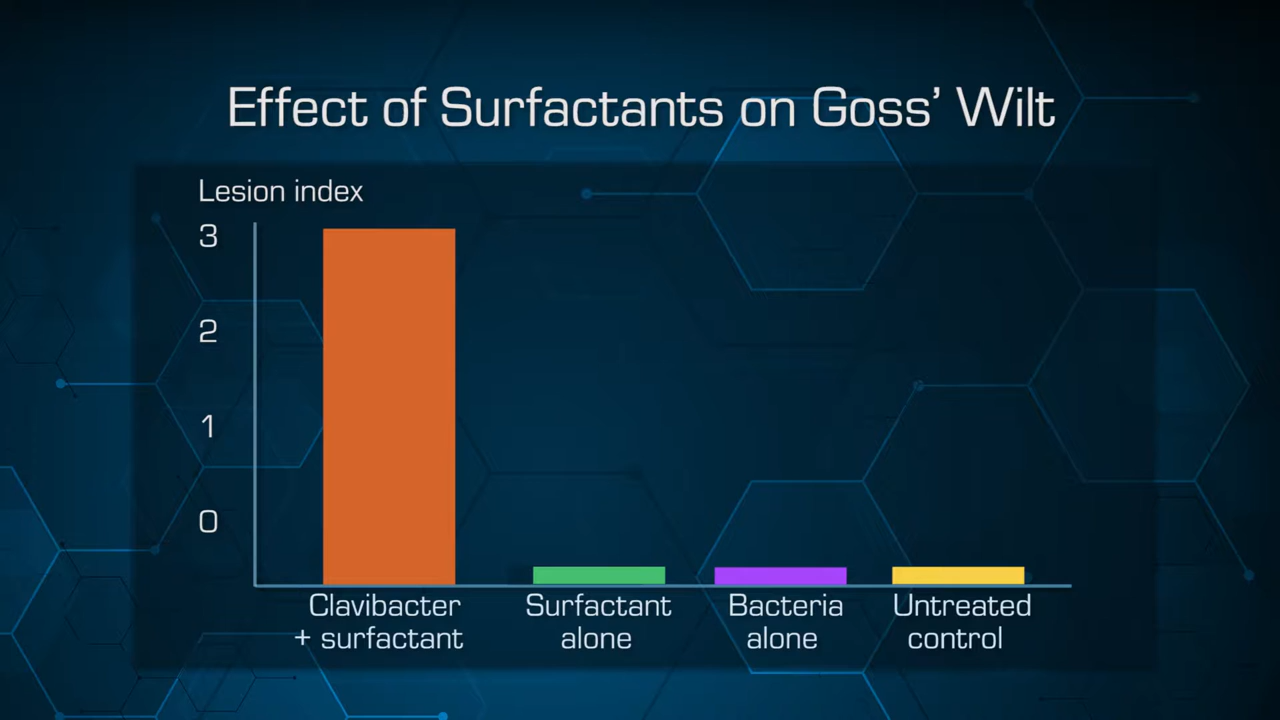 Effect of Surfactants on Goss’ Wilt
Lesion index
3
2
1
0
Clavibacter
+ surfactant
Surfactant
alone
Bacteria
alone
Untreated
control